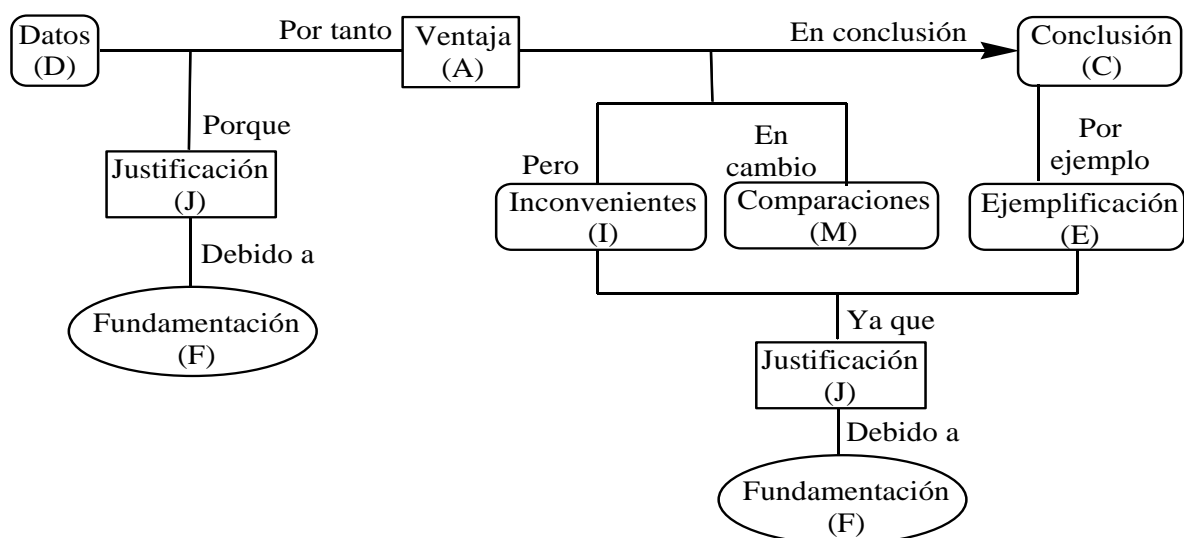 Datos
(D)
Por tanto
Ventaja
(A)
En conclusión
Conclusión
(C)
Porque
Justificación
(J)
Debido a
Fundamentación
(F)
Pero
En
cambio
Por
ejemplo
Inconvenientes
(I)
Comparaciones
(M)
Ejemplificación
(E)
Ya que
Justificación
(J)
Debido a
Fundamentación
(F)